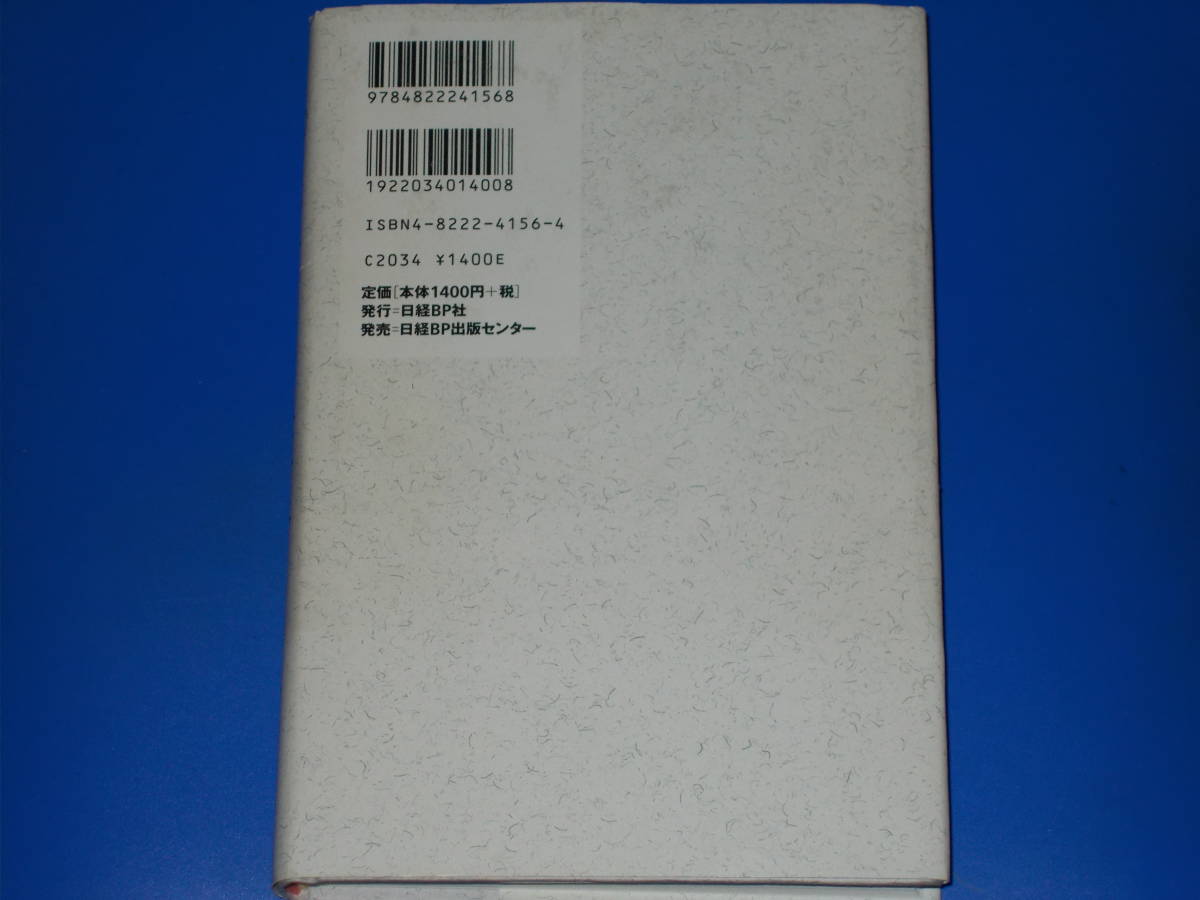 9784822241568
1922034014008
ISBN4-8222-4156-4
C2034 ¥1400E
定価[本体1400円+税]
発行=日経BP社
発売=日経BP出版センター